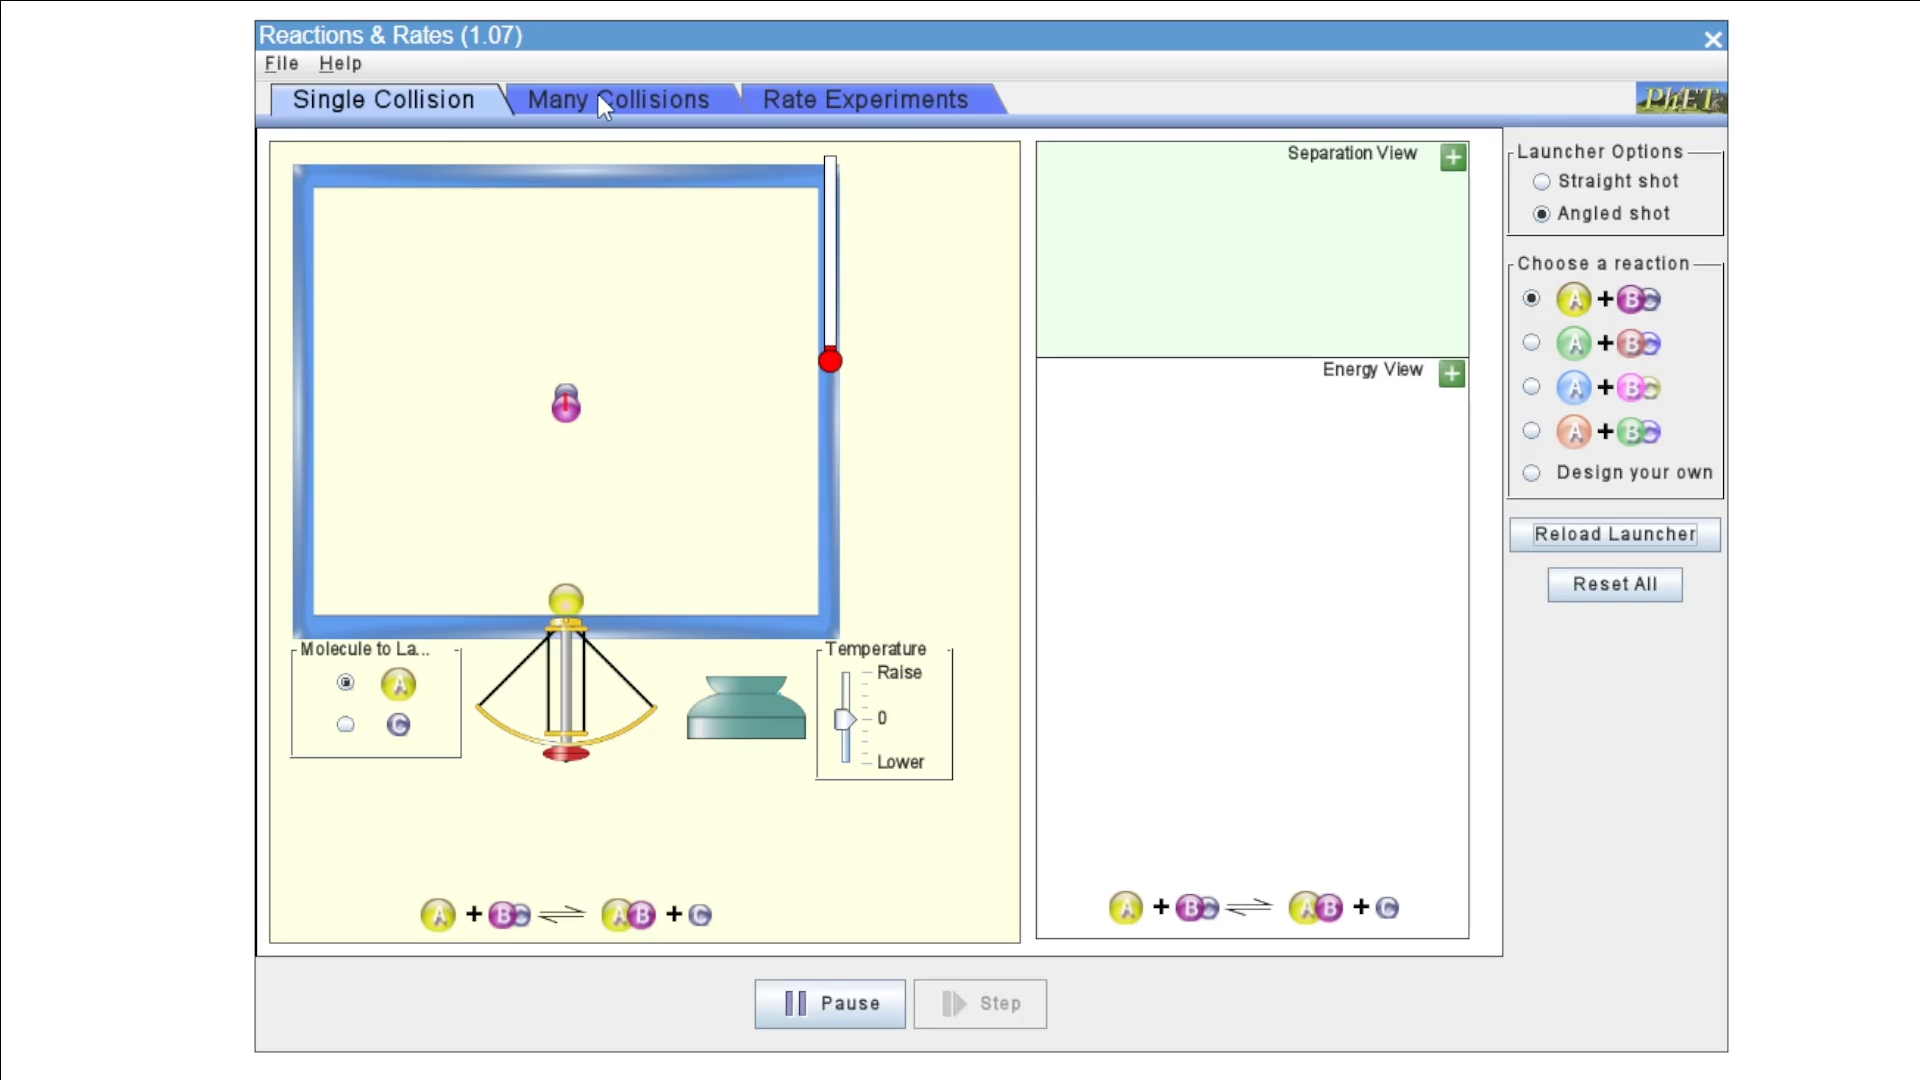 Reactions & Rates (1.07)
File Help
Single Collision Many Collisions Rate Experiments
PhET
Separation View
Energy View
Launcher Options
Straight shot
Angled shot
Choose a reaction
A + BC
A + BC
A + BC
A + BC
Design your own
Reload Launcher
Reset All
Molecule to La...
A
C
Temperature
Raise
0
Lower
A + BC ⇌ AB + C
A + BC ⇌ AB + C
Pause Step